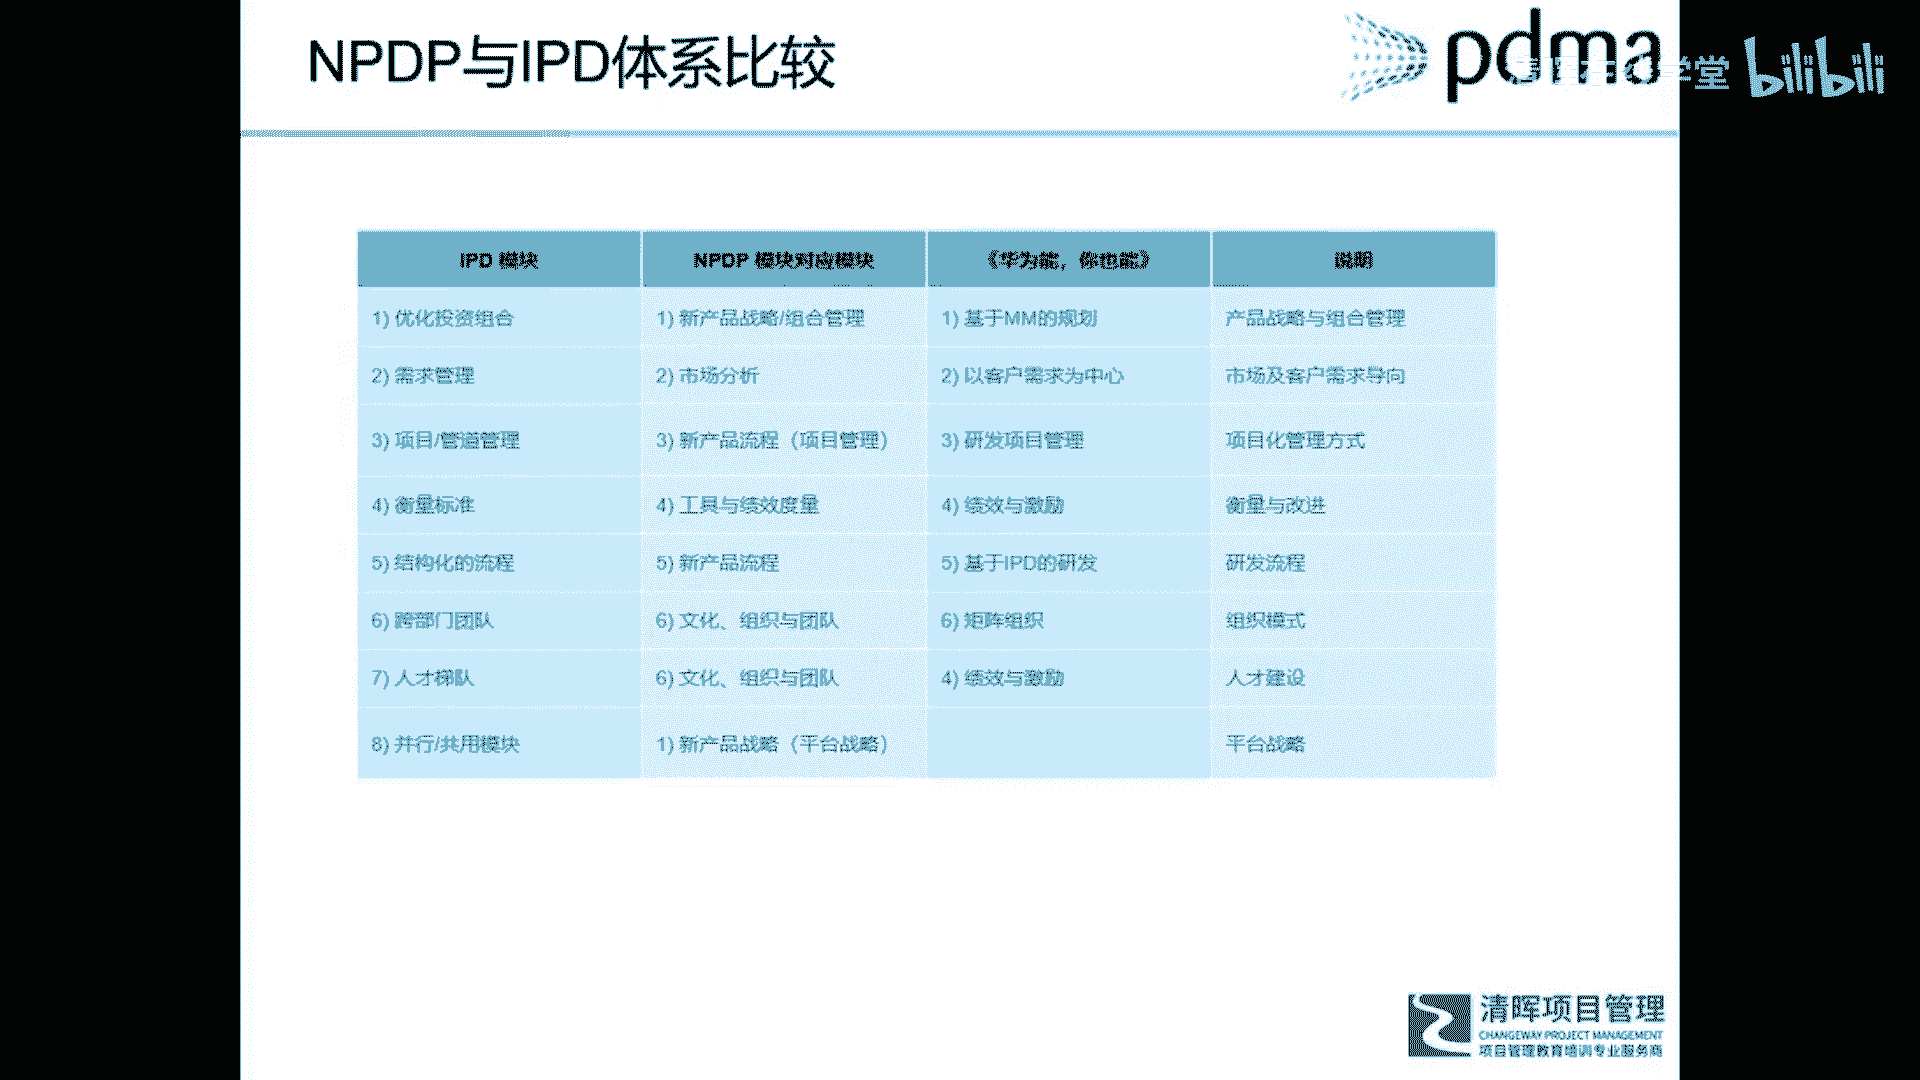 NPDP与IPD体系比较
pdma
学堂 bilibili
IPD 模块 NPDP 模块对应模块 《华为能，你也能》 说明
1) 优化投资组合 1) 新产品战略/组合管理 1) 基于MM的规划 产品战略与组合管理
2) 需求管理 2) 市场分析 2) 以客户需求为中心 市场及客户需求导向
3) 项目/管道管理 3) 新产品流程（项目管理） 3) 研发项目管理 项目化管理方式
4) 衡量标准 4) 工具与绩效度量 4) 绩效与激励 衡量与改进
5) 结构化的流程 5) 新产品流程 5) 基于IPD的研发 研发流程
6) 跨部门团队 6) 文化、组织与团队 6) 矩阵组织 组织模式
7) 人才梯队 6) 文化、组织与团队 4) 绩效与激励 人才建设
8) 并行/共用模块 1) 新产品战略（平台战略） 平台战略
清晖项目管理
CHANGEWAY PROJECT MANAGEMENT
项目管理教育培训专业服务商